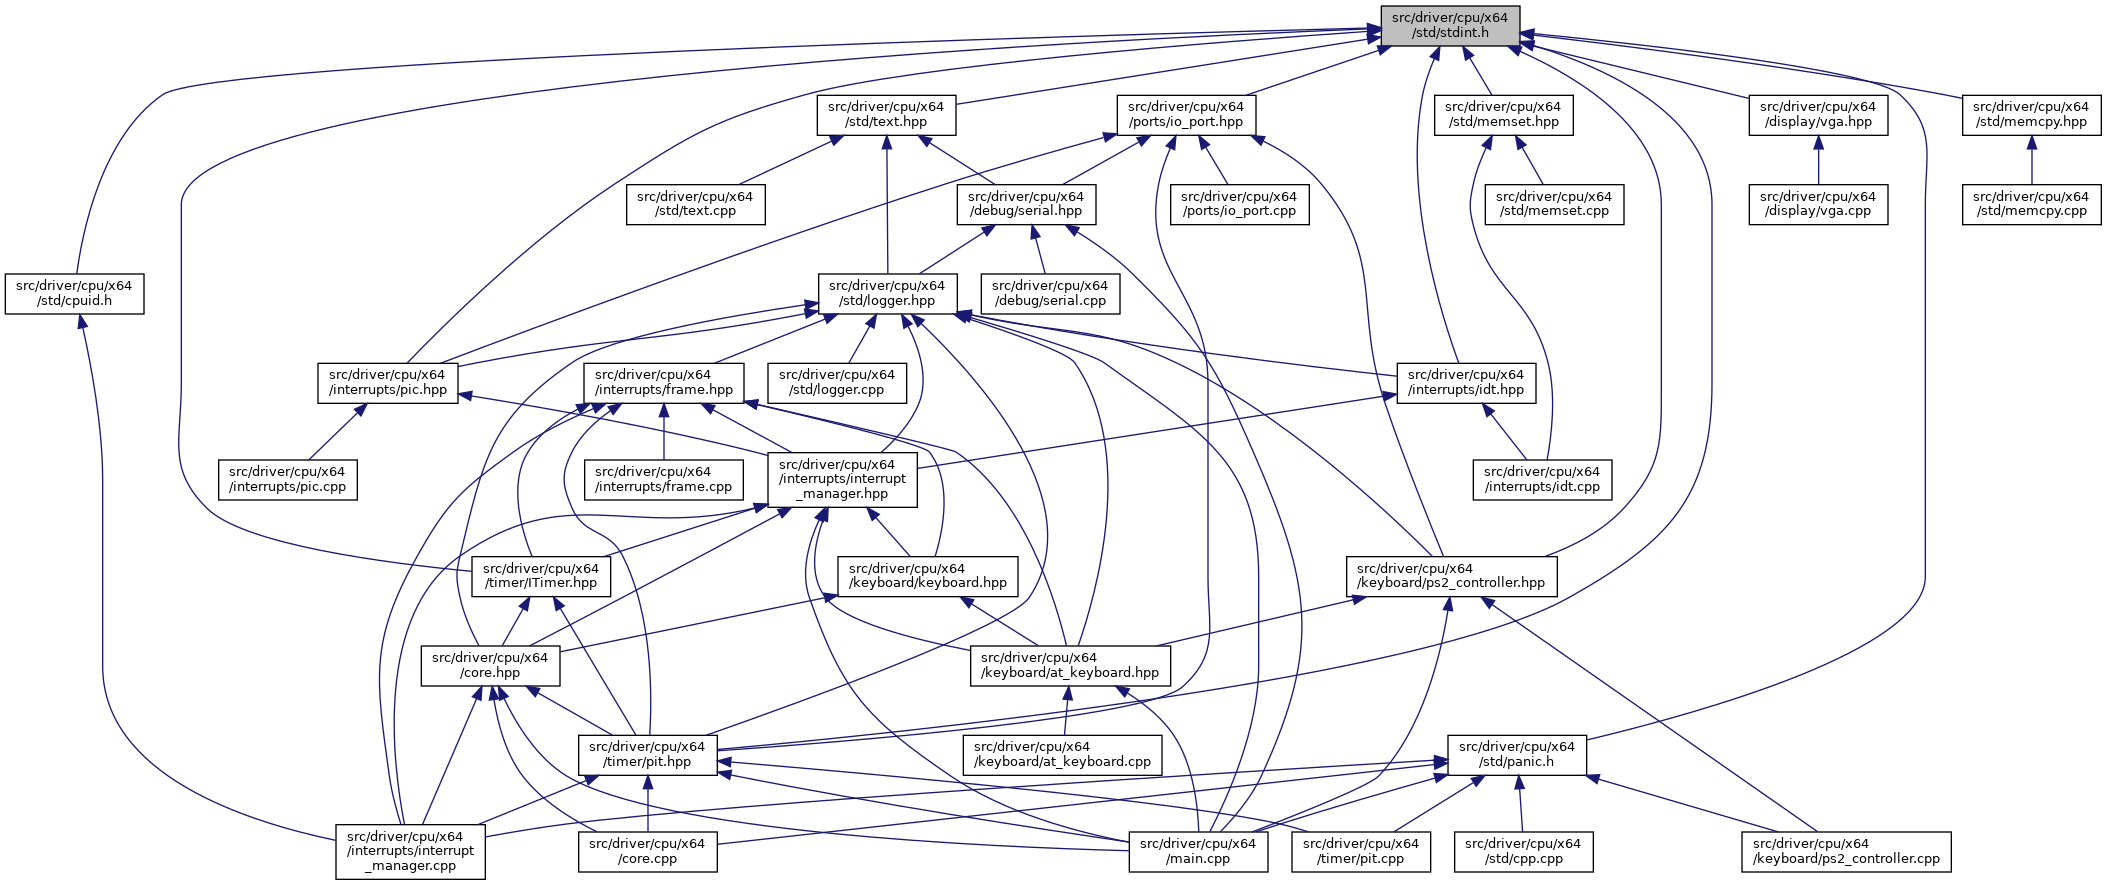 src/driver/cpu/x64
/std/stdint.h
src/driver/cpu/x64
/std/text.hpp
src/driver/cpu/x64
/ports/io_port.hpp
src/driver/cpu/x64
/std/memset.hpp
src/driver/cpu/x64
/display/vga.hpp
src/driver/cpu/x64
/std/memcpy.hpp
src/driver/cpu/x64
/std/text.cpp
src/driver/cpu/x64
/debug/serial.hpp
src/driver/cpu/x64
/ports/io_port.cpp
src/driver/cpu/x64
/std/memset.cpp
src/driver/cpu/x64
/display/vga.cpp
src/driver/cpu/x64
/std/memcpy.cpp
src/driver/cpu/x64
/std/cpuid.h
src/driver/cpu/x64
/std/logger.hpp
src/driver/cpu/x64
/debug/serial.cpp
src/driver/cpu/x64
/interrupts/pic.hpp
src/driver/cpu/x64
/interrupts/frame.hpp
src/driver/cpu/x64
/std/logger.cpp
src/driver/cpu/x64
/interrupts/idt.hpp
src/driver/cpu/x64
/interrupts/pic.cpp
src/driver/cpu/x64
/interrupts/frame.cpp
src/driver/cpu/x64
/interrupts/interrupt
_manager.hpp
src/driver/cpu/x64
/interrupts/idt.cpp
src/driver/cpu/x64
/timer/ITimer.hpp
src/driver/cpu/x64
/keyboard/keyboard.hpp
src/driver/cpu/x64
/keyboard/ps2_controller.hpp
src/driver/cpu/x64
/core.hpp
src/driver/cpu/x64
/keyboard/at_keyboard.hpp
src/driver/cpu/x64
/timer/pit.hpp
src/driver/cpu/x64
/keyboard/at_keyboard.cpp
src/driver/cpu/x64
/std/panic.h
src/driver/cpu/x64
/interrupts/interrupt
_manager.cpp
src/driver/cpu/x64
/core.cpp
src/driver/cpu/x64
/main.cpp
src/driver/cpu/x64
/timer/pit.cpp
src/driver/cpu/x64
/std/cpp.cpp
src/driver/cpu/x64
/keyboard/ps2_controller.cpp